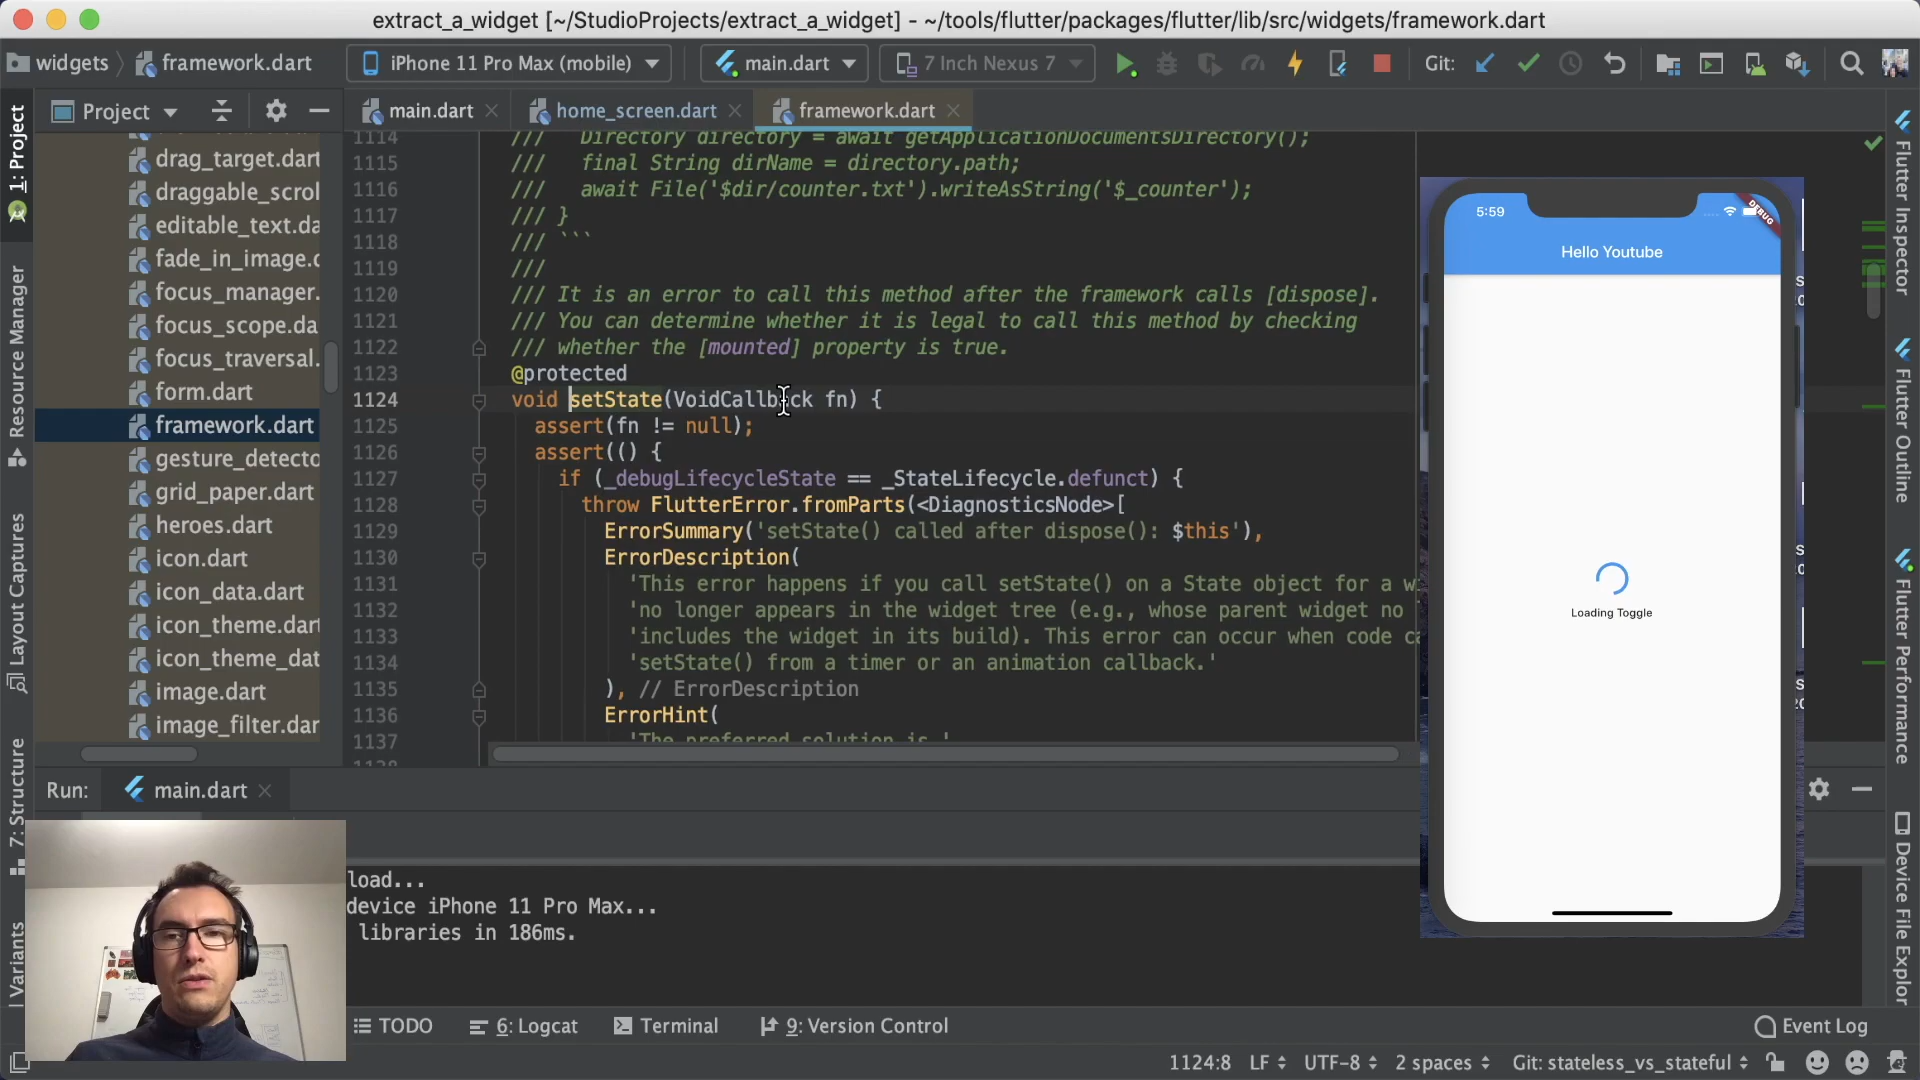 extract_a_widget [~/StudioProjects/extract_a_widget] - ~/tools/flutter/packages/flutter/lib/src/widgets/framework.dart
widgets
framework.dart
iPhone 11 Pro Max (mobile)
main.dart
7 Inch Nexus 7
Git:
Project
main.dart
home_screen.dart
framework.dart
1: Project
Resource Manager
Layout Captures
7: Structure
Variants
drag_target.dart
draggable_scrol
editable_text.da
fade_in_image.d
focus_manager.
focus_scope.da
focus_traversal.
form.dart
framework.dart
gesture_detecto
grid_paper.dart
heroes.dart
icon.dart
icon_data.dart
icon_theme.dart
icon_theme_dat
image.dart
image_filter.dar
1114 /// Directory directory = await getApplicationDocumentsDirectory();
1115 /// final String dirName = directory.path;
1116 /// await File('$dir/counter.txt').writeAsString('$_counter');
1117 /// }
1118 /// ```
1119 ///
1120 /// It is an error to call this method after the framework calls [dispose].
1121 /// You can determine whether it is legal to call this method by checking
1122 /// whether the [mounted] property is true.
1123 @protected
1124 void setState(VoidCallback fn) {
1125 assert(fn != null);
1126 assert(() {
1127 if (_debugLifecycleState == _StateLifecycle.defunct) {
1128 throw FlutterError.fromParts(<DiagnosticsNode>[
1129 ErrorSummary('setState() called after dispose(): $this'),
1130 ErrorDescription(
1131 'This error happens if you call setState() on a State object for a w
1132 'no longer appears in the widget tree (e.g., whose parent widget no
1133 'includes the widget in its build). This error can occur when code ca
1134 'setState() from a timer or an animation callback.'
1135 ), // ErrorDescription
1136 ErrorHint(
1137 'The preferred solution is '
1138
5:59
DEBUG
Hello Youtube
Loading Toggle
Flutter Inspector
Flutter Outline
Flutter Performance
Device File Explor
Run:
main.dart
load...
device iPhone 11 Pro Max...
libraries in 186ms.
TODO
6: Logcat
Terminal
9: Version Control
Event Log
1124:8
LF
UTF-8
2 spaces
Git: stateless_vs_stateful